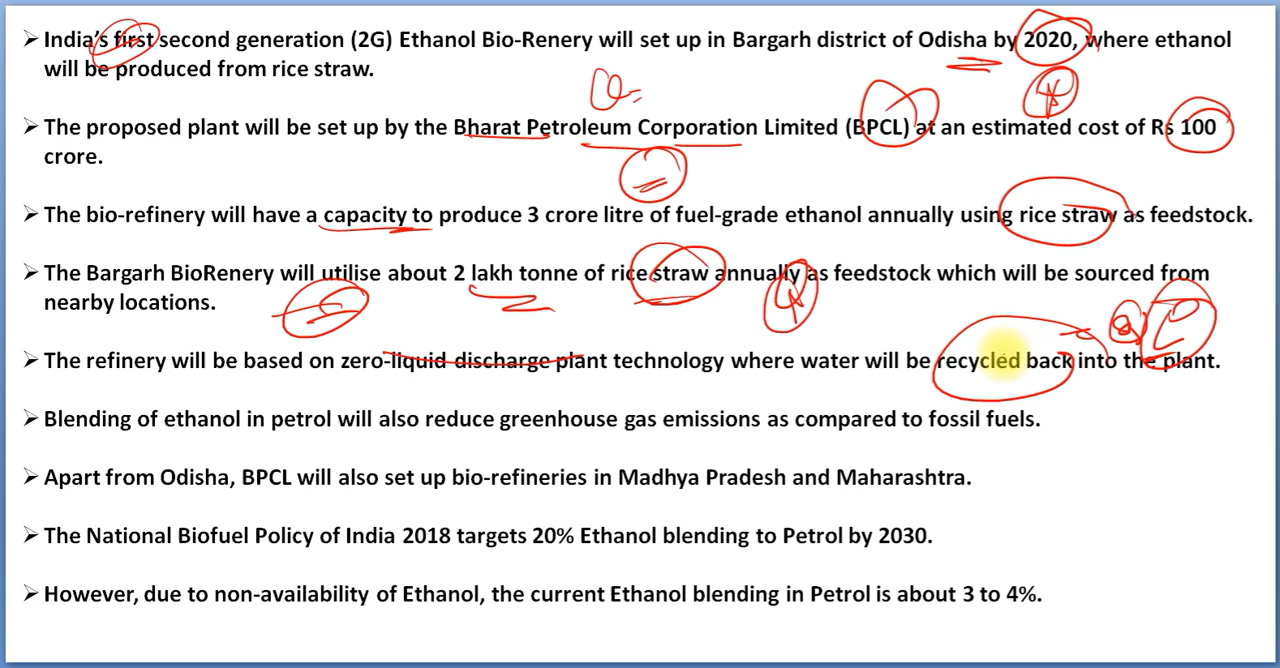 ➢ India's first second generation (2G) Ethanol Bio-Renery will set up in Bargarh district of Odisha by 2020, where ethanol
will be produced from rice straw.
➢ The proposed plant will be set up by the Bharat Petroleum Corporation Limited (BPCL) at an estimated cost of Rs 100
crore.
➢ The bio-refinery will have a capacity to produce 3 crore litre of fuel-grade ethanol annually using rice straw as feedstock.
➢ The Bargarh BioRenery will utilise about 2 lakh tonne of rice straw annually as feedstock which will be sourced from
nearby locations.
➢ The refinery will be based on zero-liquid discharge plant technology where water will be recycled back into the plant.
➢ Blending of ethanol in petrol will also reduce greenhouse gas emissions as compared to fossil fuels.
➢ Apart from Odisha, BPCL will also set up bio-refineries in Madhya Pradesh and Maharashtra.
➢ The National Biofuel Policy of India 2018 targets 20% Ethanol blending to Petrol by 2030.
➢ However, due to non-availability of Ethanol, the current Ethanol blending in Petrol is about 3 to 4%.